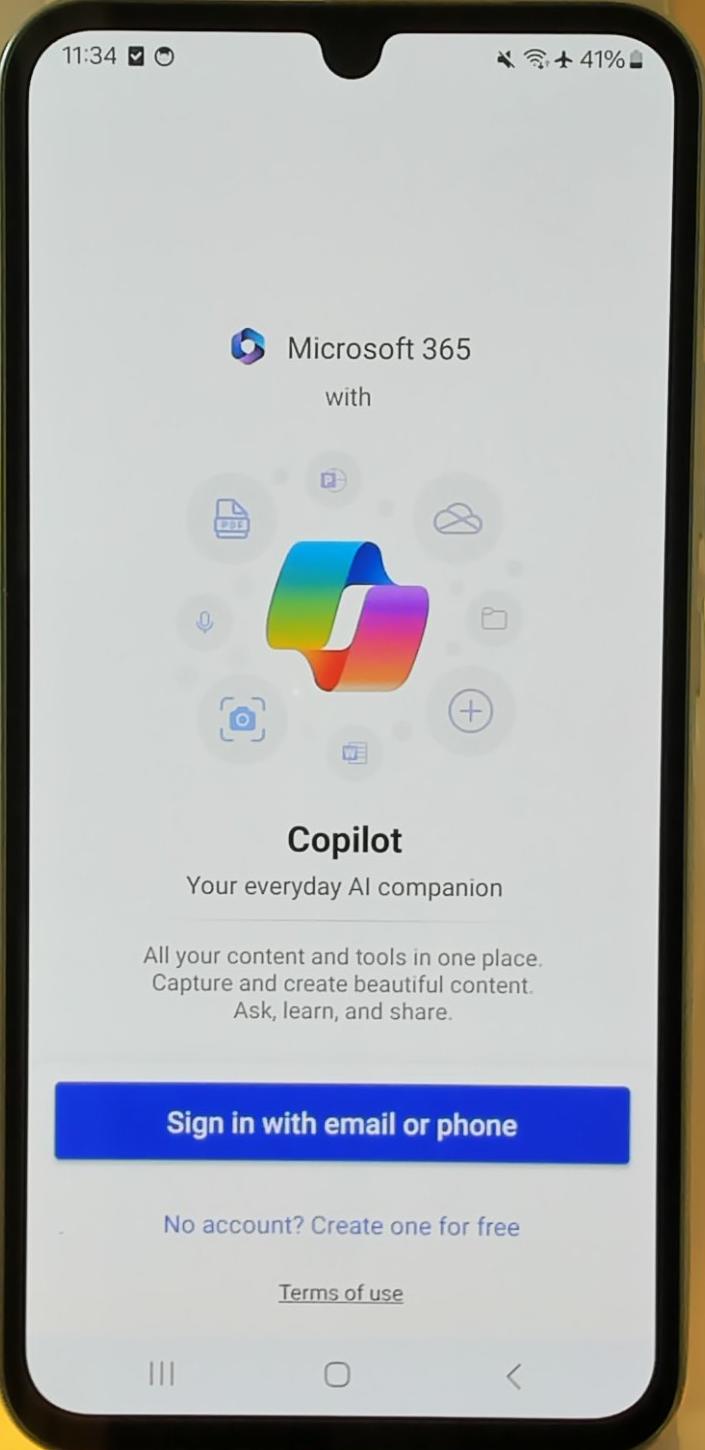 11:34 41%
Microsoft 365
with
P
PDF
W
Copilot
Your everyday AI companion
All your content and tools in one place.
Capture and create beautiful content.
Ask, learn, and share.
Sign in with email or phone
No account? Create one for free
Terms of use